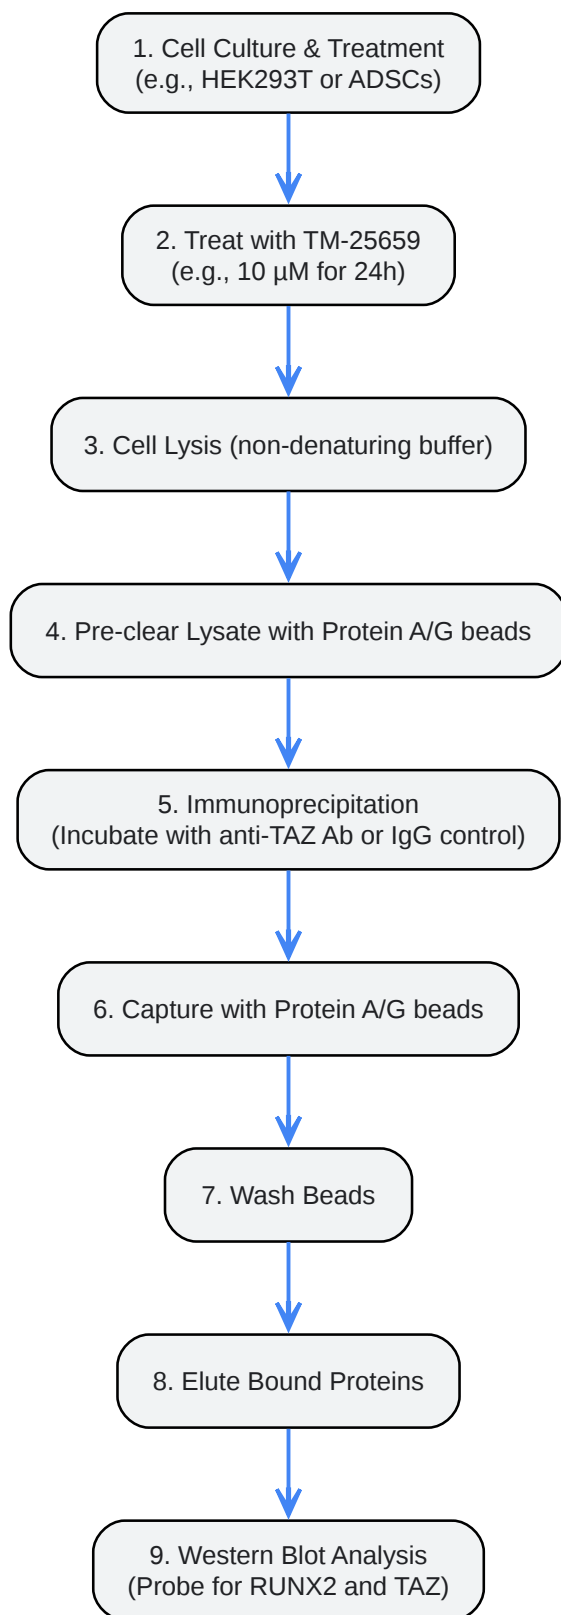 1. Cell Culture & Treatment
(e.g., HEK293T or ADSCs)
2. Treat with TM-25659
(e.g., 10 µM for 24h)
3. Cell Lysis (non-denaturing buffer)
4. Pre-clear Lysate with Protein A/G beads
5. Immunoprecipitation
(Incubate with anti-TAZ Ab or IgG control)
6. Capture with Protein A/G beads
7. Wash Beads
8. Elute Bound Proteins
9. Western Blot Analysis
(Probe for RUNX2 and TAZ)